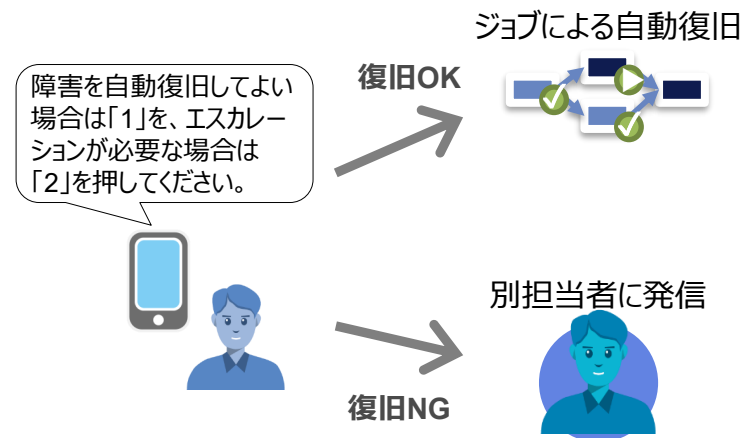 ジョブによる自動復旧
復旧OK
障害を自動復旧してよい
場合は「1」を、エスカレー
ションが必要な場合は
「2」を押してください。
別担当者に発信
復旧NG